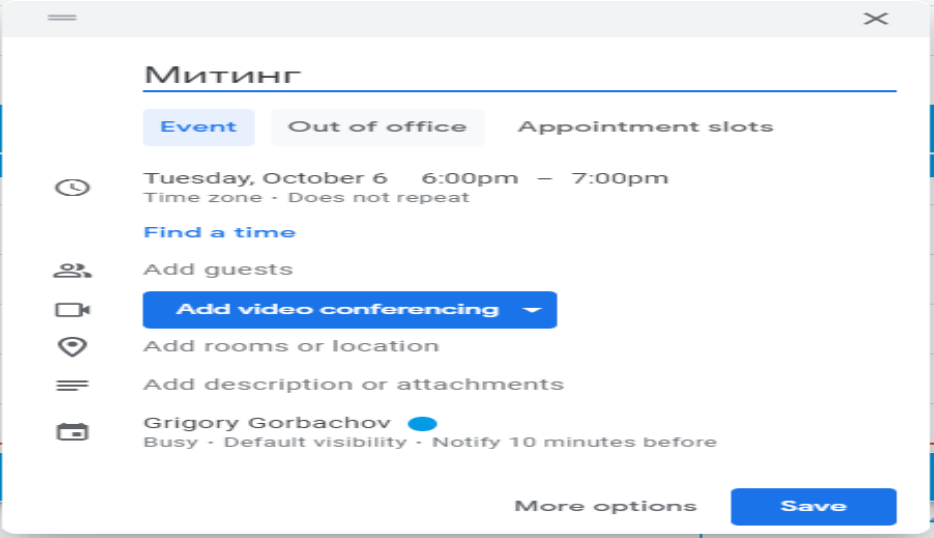 Митинг
Event Out of office Appointment slots
Tuesday, October 6 6:00pm – 7:00pm
Time zone · Does not repeat
Find a time
Add guests
Add video conferencing
Add rooms or location
Add description or attachments
Grigory Gorbachov
Busy · Default visibility · Notify 10 minutes before
More options Save